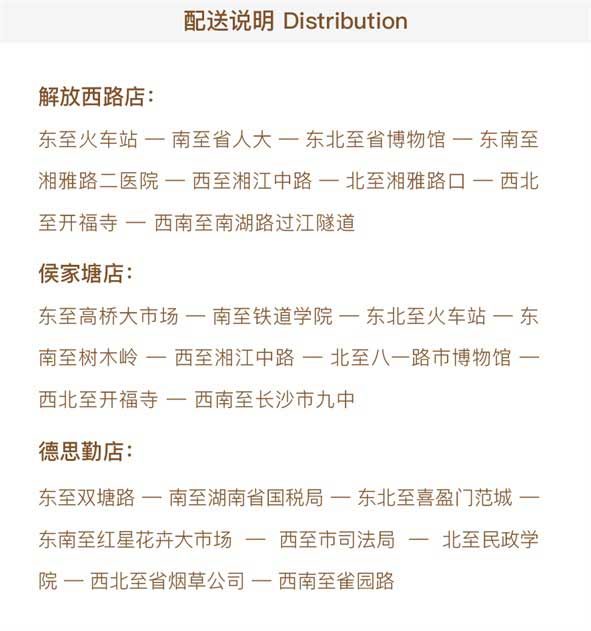 配送说明 Distribution
解放西路店：
东至火车站 — 南至省人大 — 东北至省博物馆 — 东南至
湘雅路二医院 — 西至湘江中路 — 北至湘雅路口 — 西北
至开福寺 — 西南至南湖路过江隧道
侯家塘店：
东至高桥大市场 — 南至铁道学院 — 东北至火车站 — 东
南至树木岭 — 西至湘江中路 — 北至八一路市博物馆 —
西北至开福寺 — 西南至长沙市九中
德思勤店：
东至双塘路 — 南至湖南省国税局 — 东北至喜盈门范城 —
东南至红星花卉大市场 — 西至市司法局 — 北至民政学
院 — 西北至省烟草公司 — 西南至雀园路